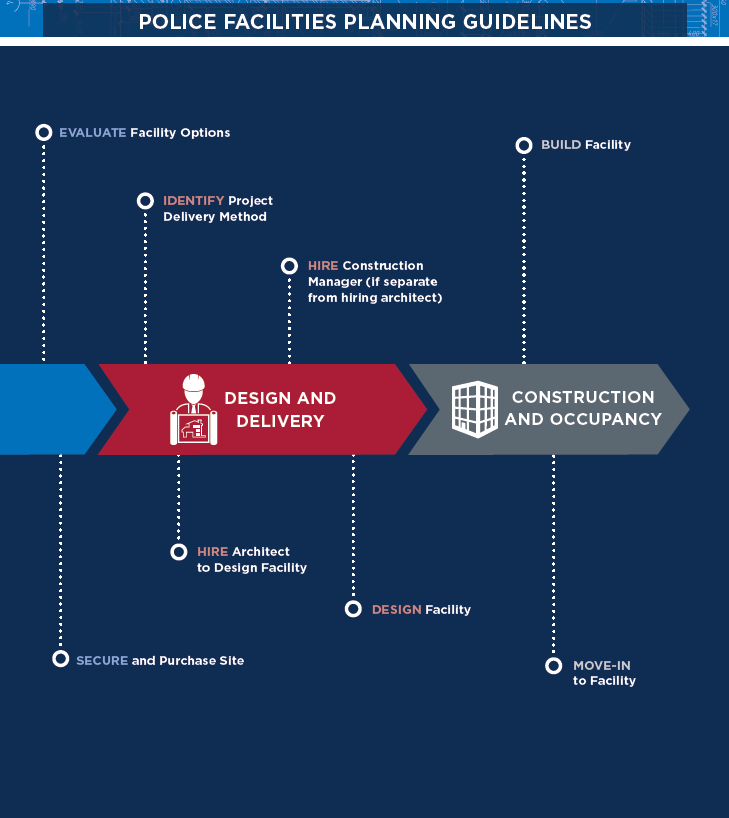 POLICE FACILITIES PLANNING GUIDELINES
EVALUATE Facility Options
BUILD Facility
IDENTIFY Project
Delivery Method
HIRE Construction
Manager (if separate
from hiring architect)
DESIGN AND
DELIVERY
CONSTRUCTION
AND OCCUPANCY
HIRE Architect
to Design Facility
DESIGN Facility
SECURE and Purchase Site
MOVE-IN
to Facility